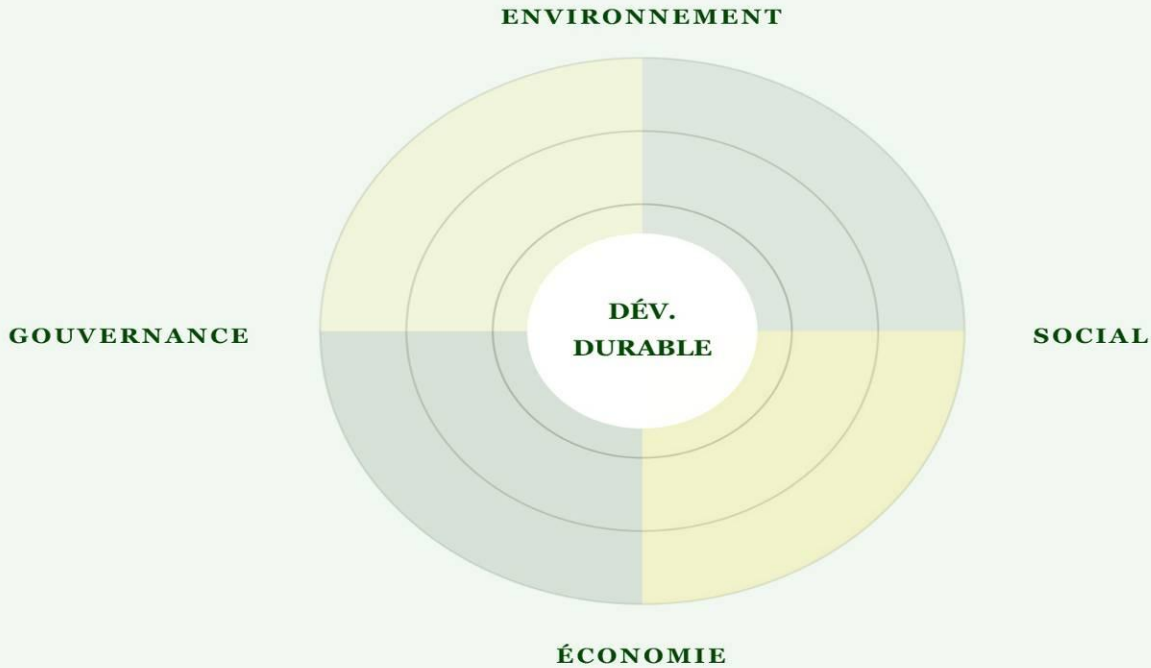 ENVIRONNEMENT
DÉV.
DURABLE
GOUVERNANCE
SOCIAL
ÉCONOMIE